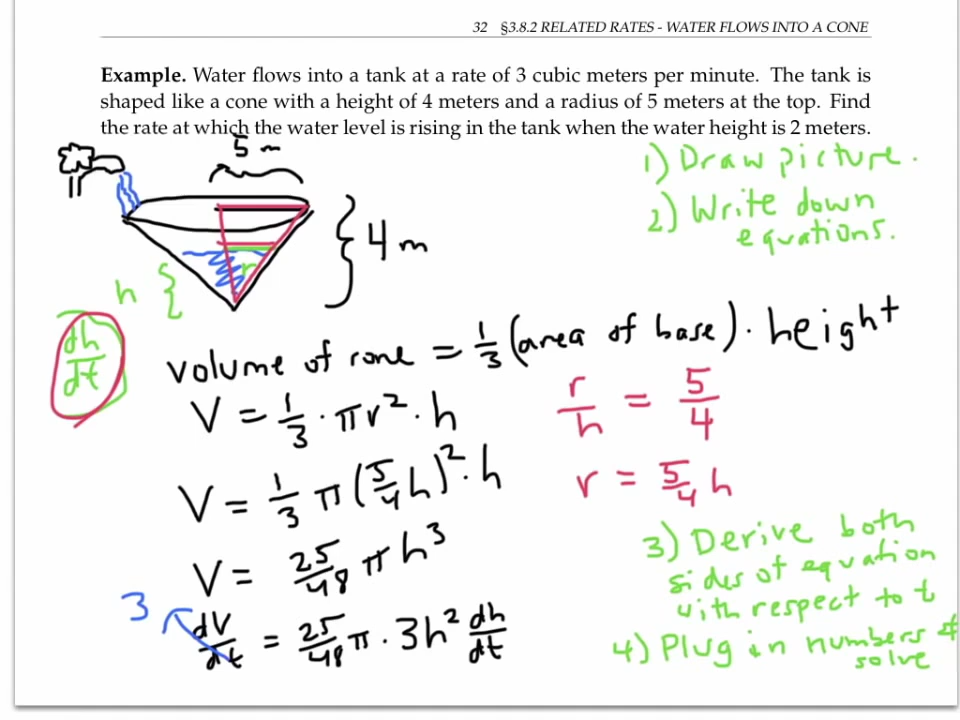 32 §3.8.2 RELATED RATES - WATER FLOWS INTO A CONE
Example. Water flows into a tank at a rate of 3 cubic meters per minute. The tank is
shaped like a cone with a height of 4 meters and a radius of 5 meters at the top. Find
the rate at which the water level is rising in the tank when the water height is 2 meters.
5 m
1) Draw picture.
2) Write down
equations.
4 m
r
h
dh/dt
volume of cone = 1/3 (area of base) · height
V = 1/3 · πr² · h
r/h = 5/4
V = 1/3 π (5/4 h)² · h
r = 5/4 h
V = 25/48 π h³
3) Derive both
sides of equation
with respect to t
3
dV/dt = 25/48 π · 3h² dh/dt
4) Plug in numbers &
solve